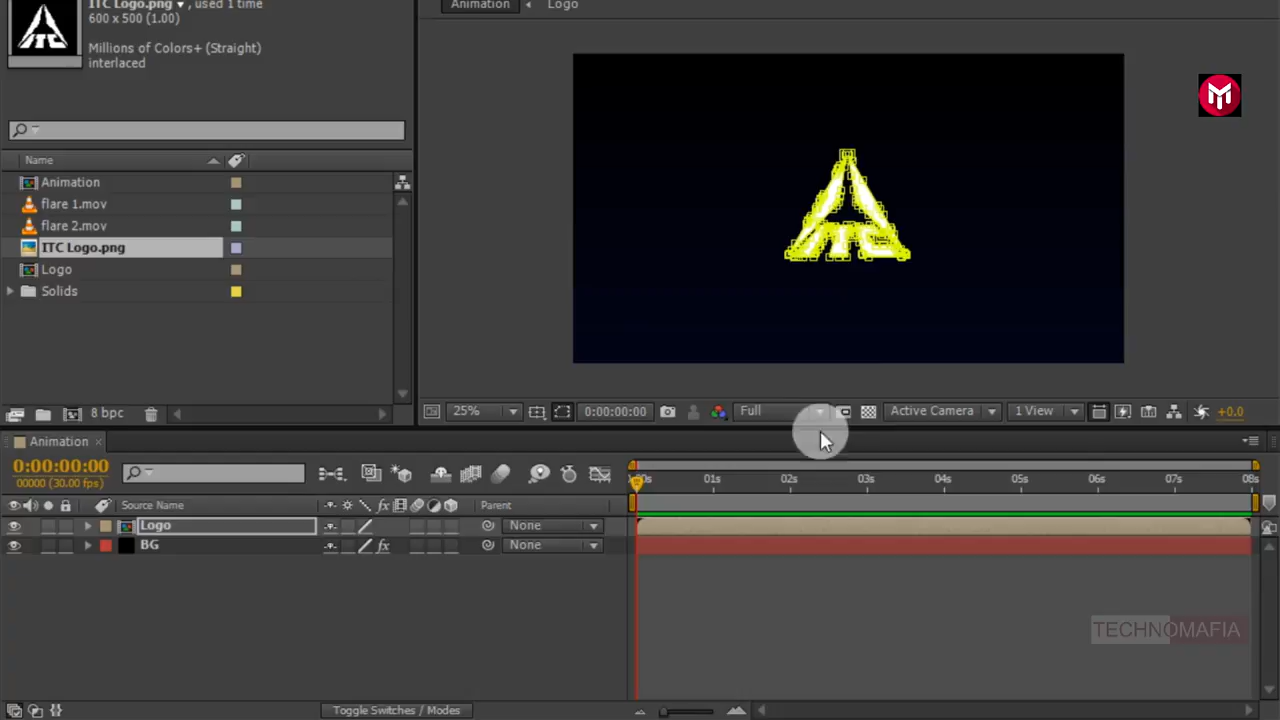 ITC Logo.png ▼, used 1 time
600 x 500 (1.00)
Millions of Colors+ (Straight)
interlaced
Animation
Logo
Name
Animation
flare 1.mov
flare 2.mov
ITC Logo.png
Logo
Solids
8 bpc
25%
0:00:00:00
Full
Active Camera
1 View
+0.0
Animation ×
0:00:00:00
00000 (30.00 fps)
01s 02s 03s 04s 05s 06s 07s 08s
Source Name
Parent
Logo
None
BG
None
TECHNOMAFIA
Toggle Switches / Modes